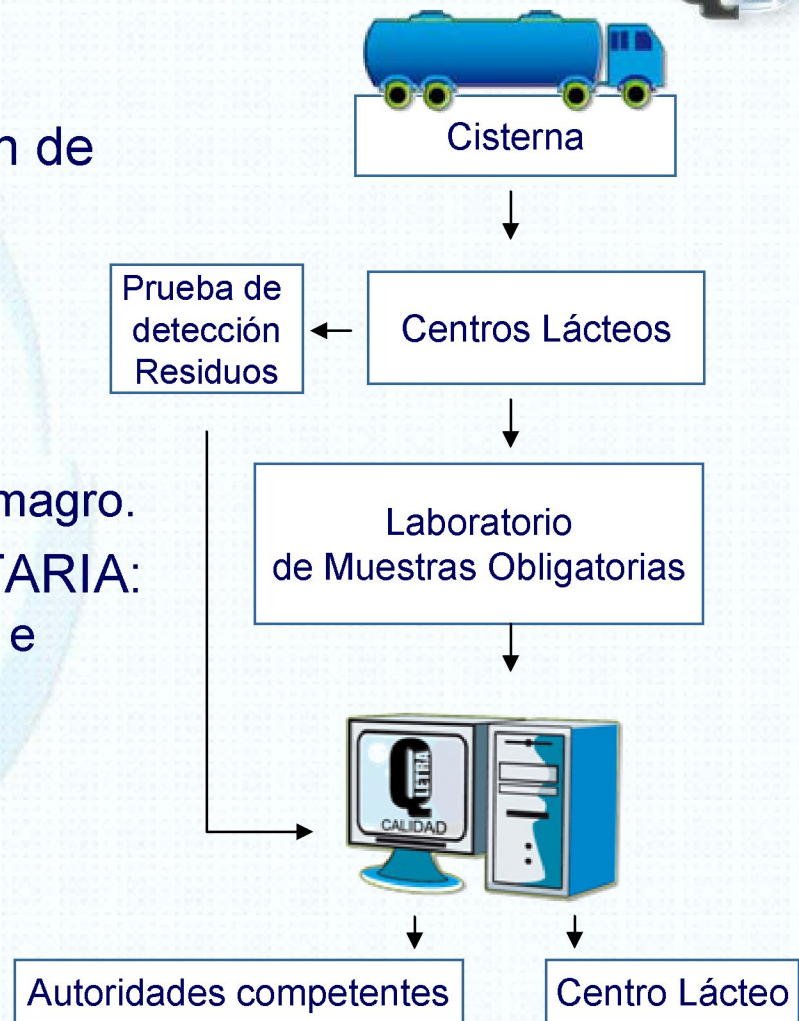 Cisterna
n de
Prueba de
detección
Residuos
Centros Lácteos
magro.
TARIA:
e
Laboratorio
de Muestras Obligatorias
Q
LETRA
CALIDAD
Autoridades competentes
Centro Lácteo